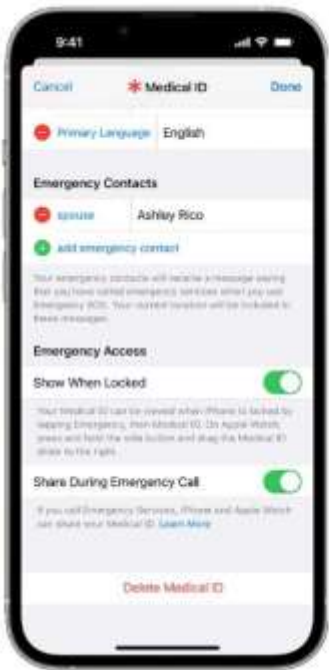 9:41
Cancel * Medical ID Done
Primary Language English
Emergency Contacts
spouse Ashley Rico
add emergency contact
Your emergency contacts will receive a message saying
that you have called emergency services when you use
Emergency SOS. Your current location will be included in
these messages.
Emergency Access
Show When Locked
Your Medical ID can be viewed when iPhone is locked by
tapping Emergency, then Medical ID. On Apple Watch,
press and hold the side button and drag the Medical ID
slider to the right.
Share During Emergency Call
If you call Emergency Services, iPhone and Apple Watch
can share your Medical ID. Learn More
Delete Medical ID